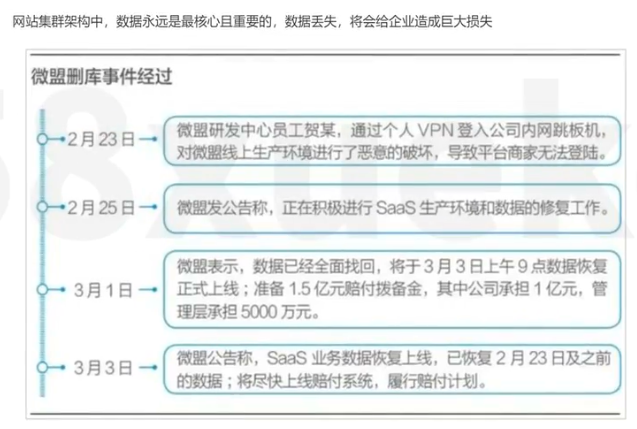 网站集群架构中，数据永远是最核心且重要的，数据丢失，将会给企业造成巨大损失
微盟删库事件经过
2月23日
微盟研发中心员工贺某，通过个人 VPN 登入公司内网跳板机，
对微盟线上生产环境进行了恶意的破坏，导致平台商家无法登陆。
2月25日
微盟发公告称，正在积极进行 SaaS 生产环境和数据的修复工作。
3月1日
微盟表示，数据已经全面找回，将于3月3日上午9点数据恢复
正式上线；准备 1.5 亿元赔付拨备金，其中公司承担 1 亿元，管
理层承担 5000 万元。
3月3日
微盟公告称，SaaS 业务数据恢复上线，已恢复2月23日及之前
的数据；将尽快上线赔付系统，履行赔付计划。